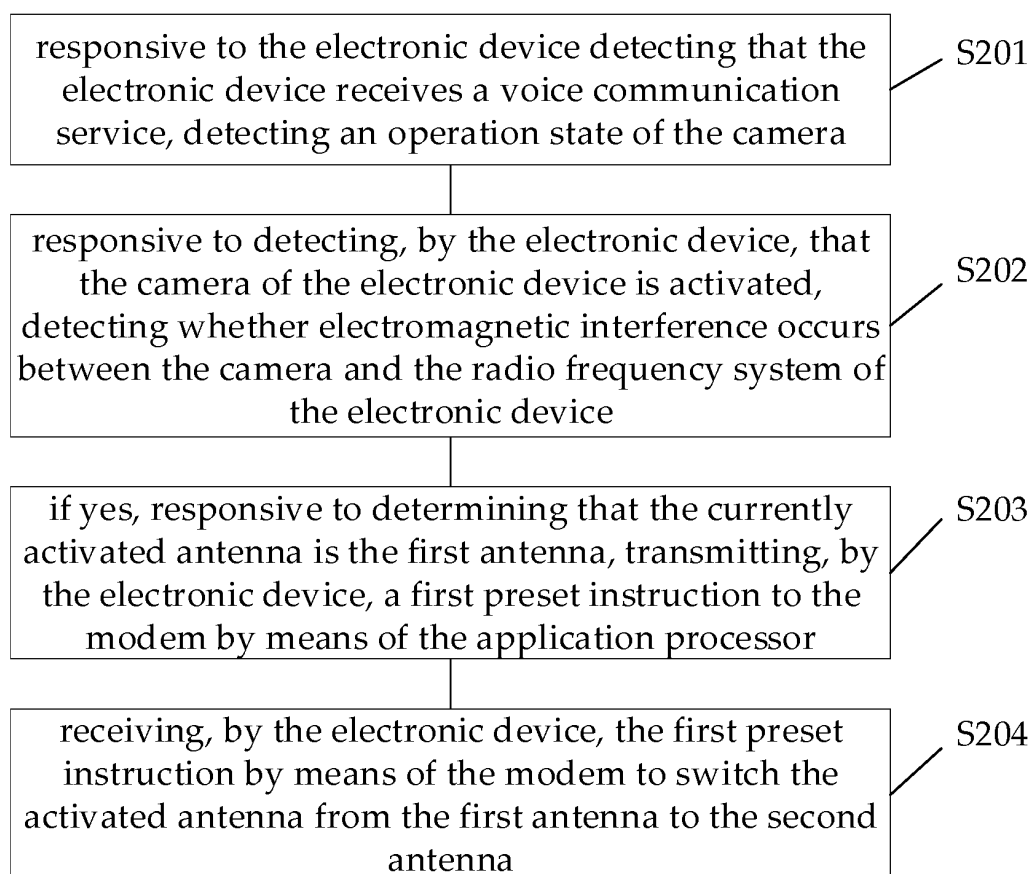 responsive to the electronic device detecting that the
electronic device receives a voice communication
service, detecting an operation state of the camera
S201
responsive to detecting, by the electronic device, that
the camera of the electronic device is activated,
detecting whether electromagnetic interference occurs
between the camera and the radio frequency system of
the electronic device
S202
if yes, responsive to determining that the currently
activated antenna is the first antenna, transmitting, by
the electronic device, a first preset instruction to the
modem by means of the application processor
S203
receiving, by the electronic device, the first preset
instruction by means of the modem to switch the
activated antenna from the first antenna to the second
antenna
S204